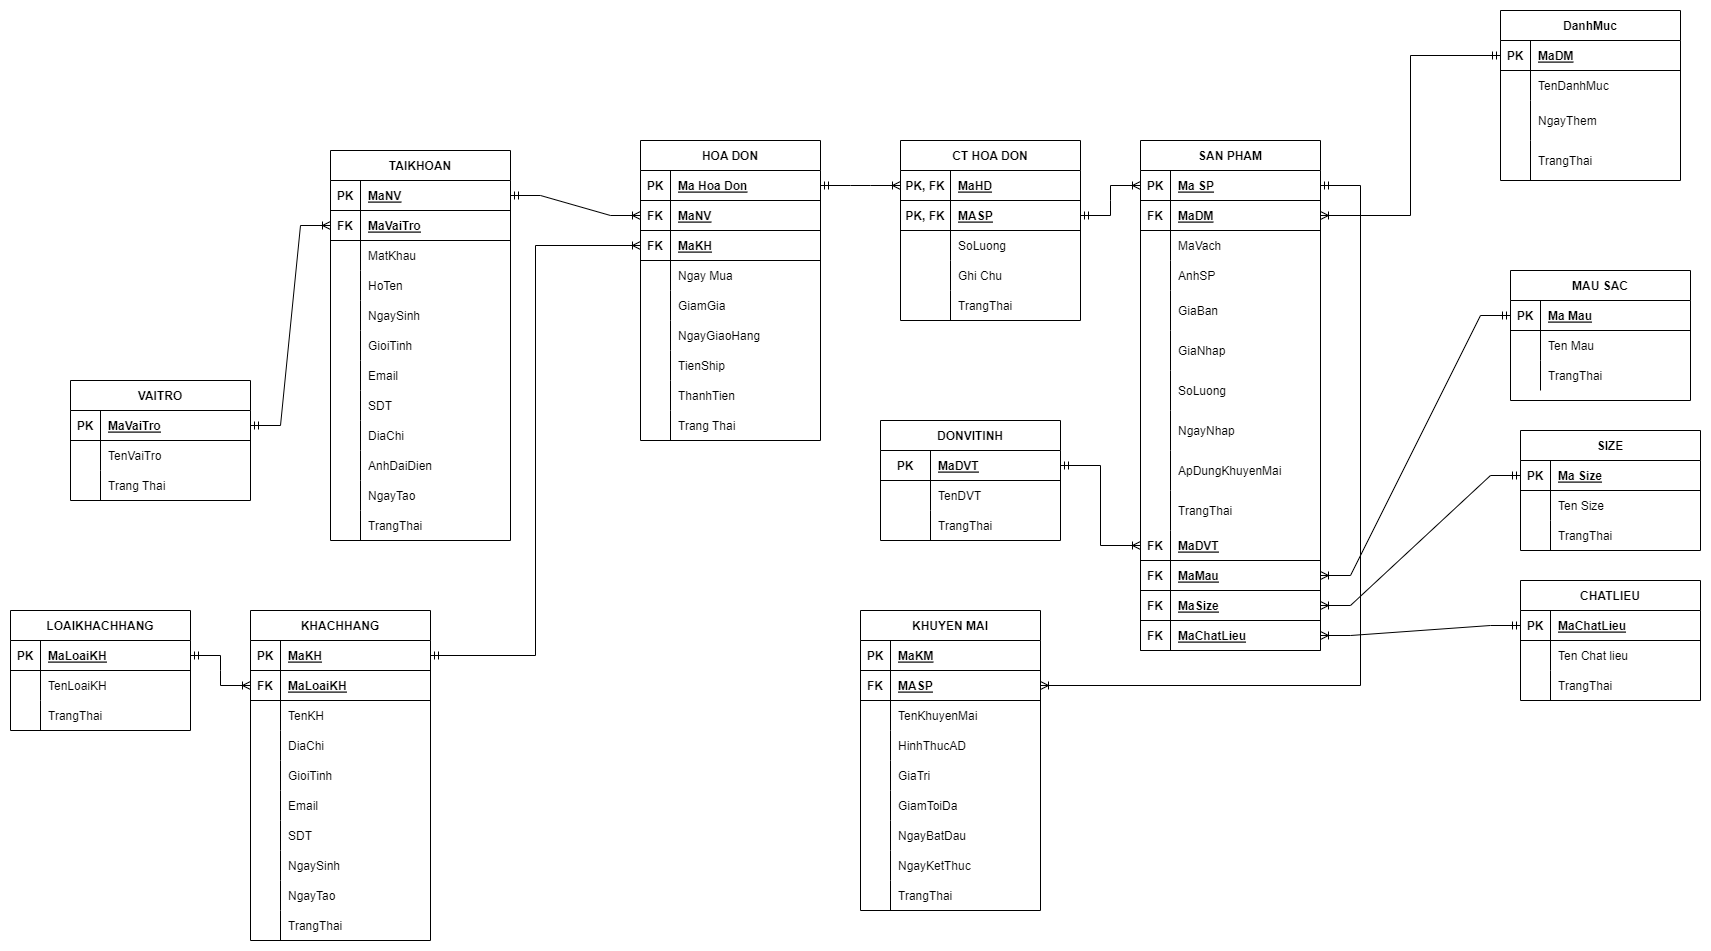 DanhMuc
PK MaDM
TenDanhMuc
NgayThem
TrangThai
TAIKHOAN
PK MaNV
FK MaVaiTro
MatKhau
HoTen
NgaySinh
GioiTinh
Email
SDT
DiaChi
AnhDaiDien
NgayTao
TrangThai
HOA DON
PK Ma Hoa Don
FK MaNV
FK MaKH
Ngay Mua
GiamGia
NgayGiaoHang
TienShip
ThanhTien
Trang Thai
CT HOA DON
PK, FK MaHD
PK, FK MASP
SoLuong
Ghi Chu
TrangThai
SAN PHAM
PK Ma SP
FK MaDM
MaVach
AnhSP
GiaBan
GiaNhap
SoLuong
NgayNhap
ApDungKhuyenMai
TrangThai
FK MaDVT
FK MaMau
FK MaSize
FK MaChatLieu
MAU SAC
PK Ma Mau
Ten Mau
TrangThai
VAITRO
PK MaVaiTro
TenVaiTro
Trang Thai
DONVITINH
PK MaDVT
TenDVT
TrangThai
SIZE
PK Ma Size
Ten Size
TrangThai
CHATLIEU
PK MaChatLieu
Ten Chat lieu
TrangThai
LOAIKHACHHANG
PK MaLoaiKH
TenLoaiKH
TrangThai
KHACHHANG
PK MaKH
FK MaLoaiKH
TenKH
DiaChi
GioiTinh
Email
SDT
NgaySinh
NgayTao
TrangThai
KHUYEN MAI
PK MaKM
FK MASP
TenKhuyenMai
HinhThucAD
GiaTri
GiamToiDa
NgayBatDau
NgayKetThuc
TrangThai